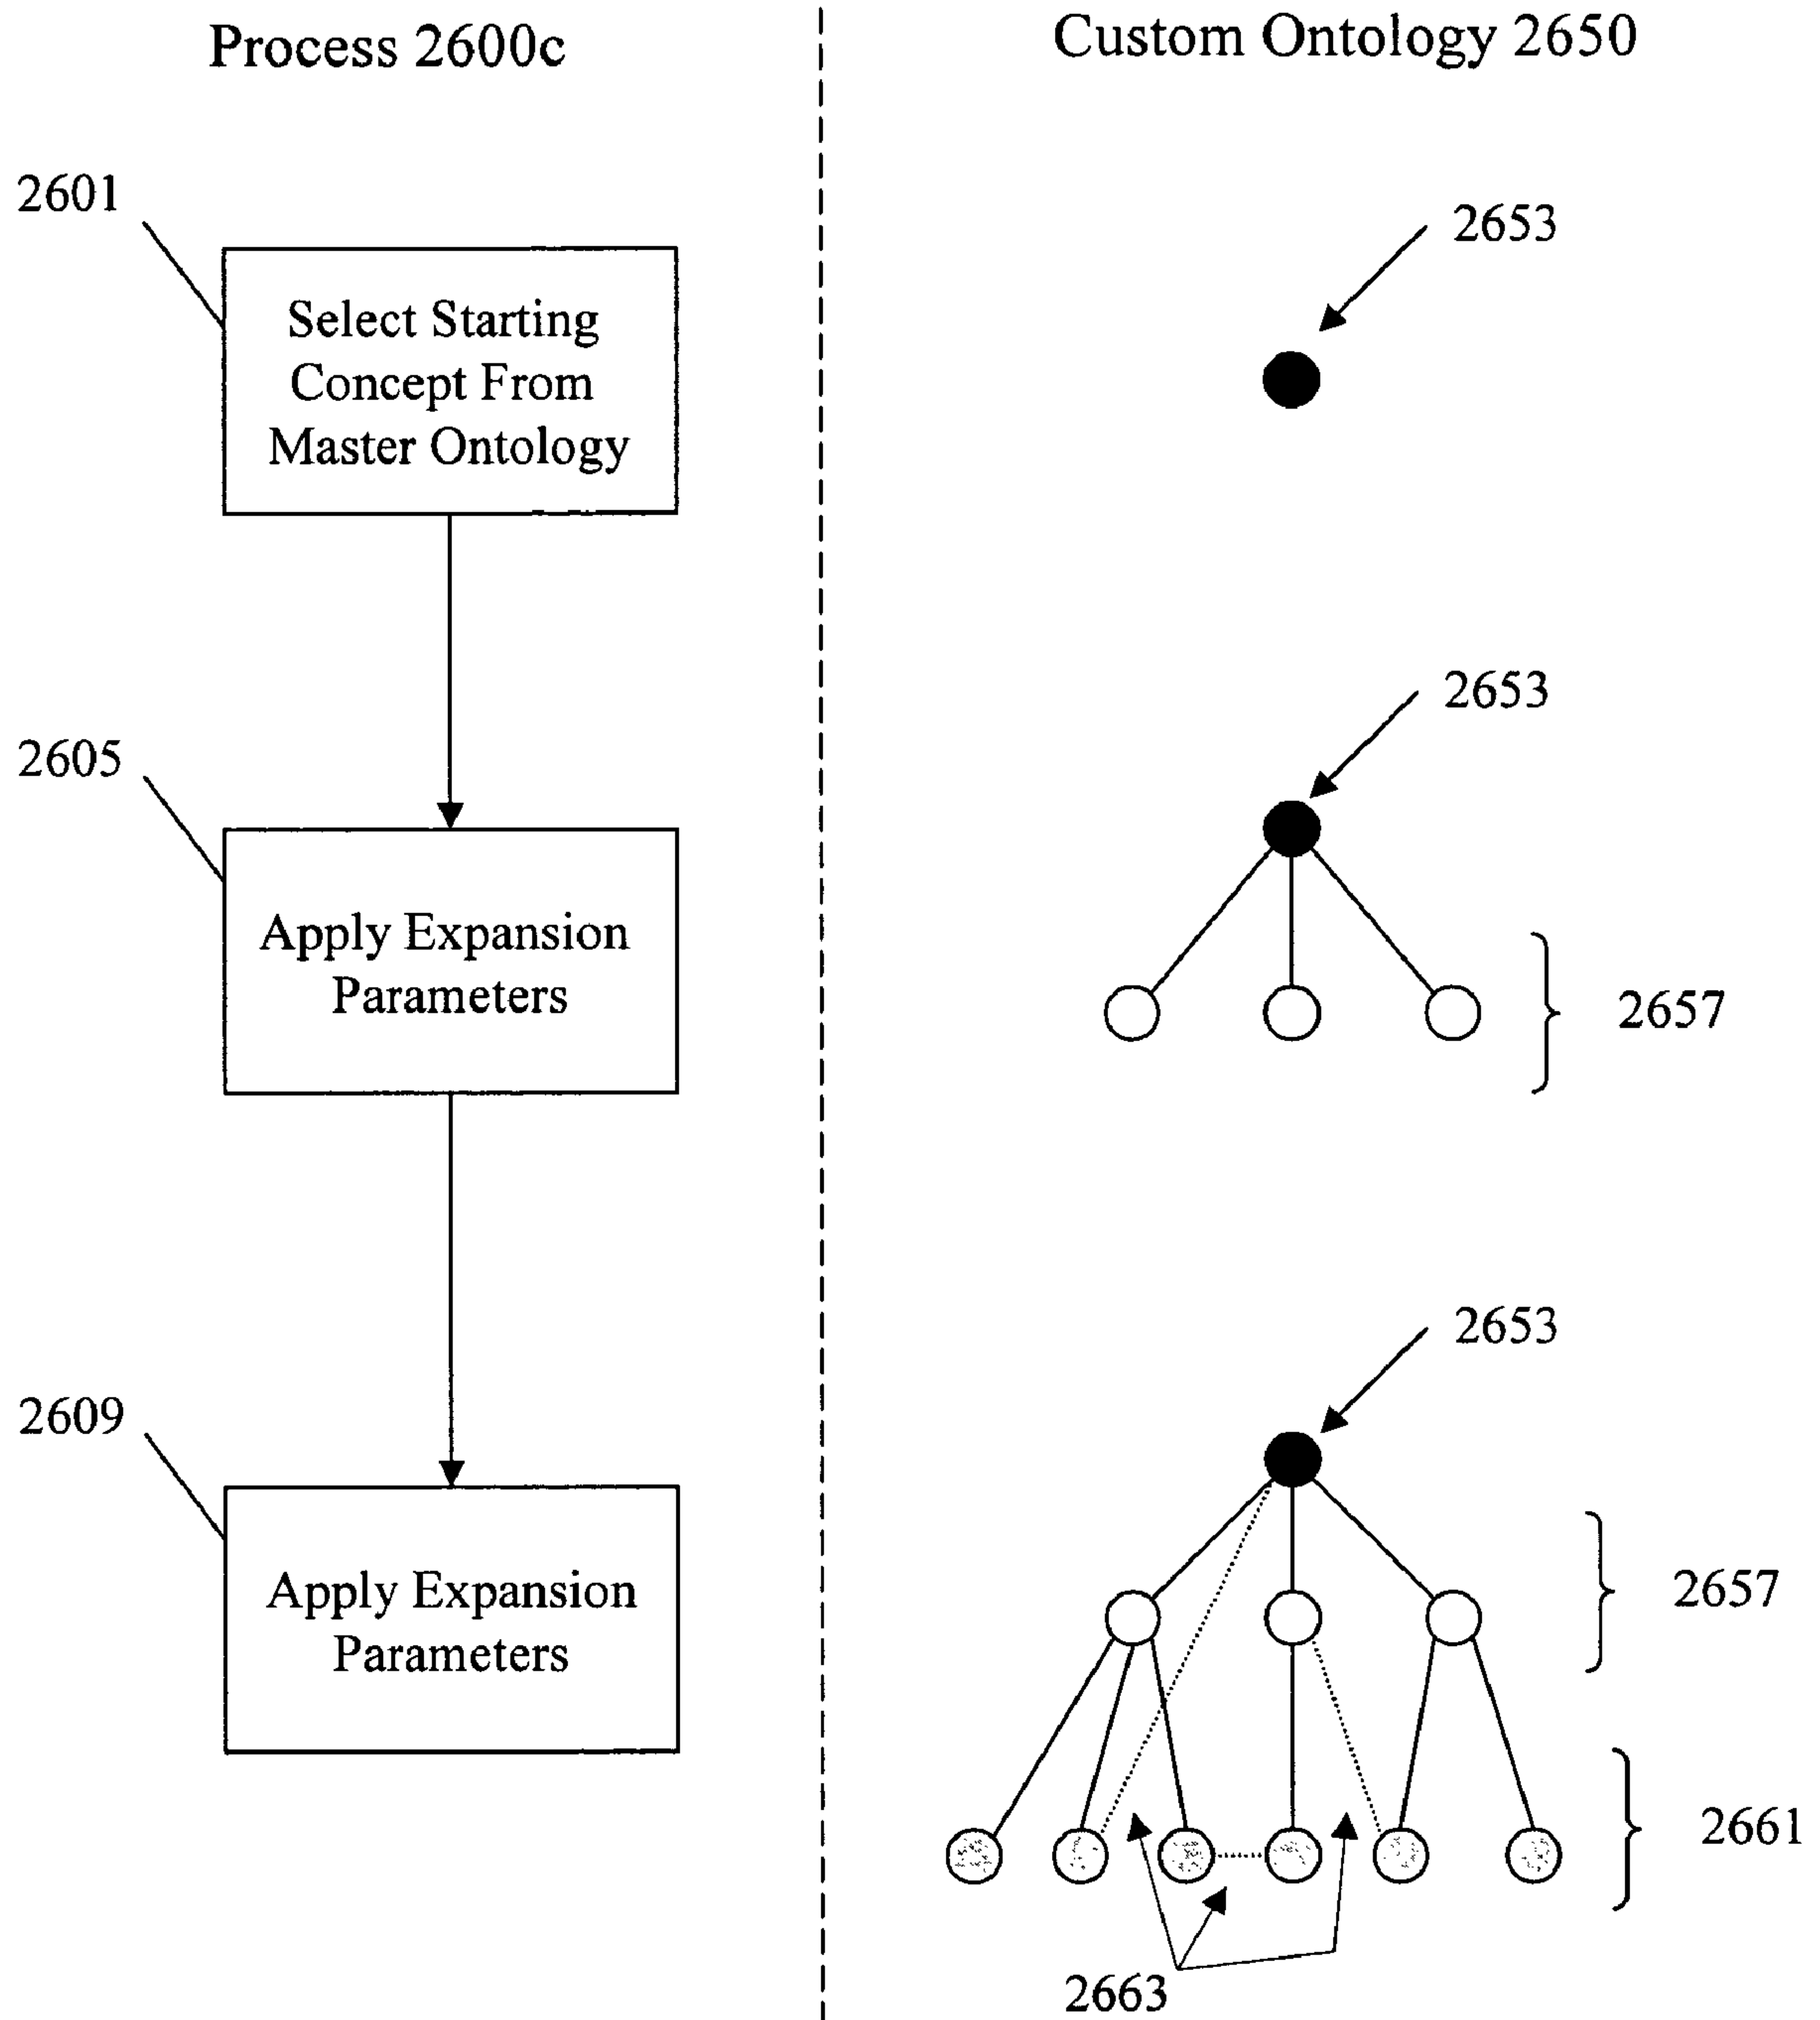 Process 2600c
Custom Ontology 2650
2601
Select Starting
Concept From
Master Ontology
2653
2605
Apply Expansion
Parameters
2653
2657
2609
Apply Expansion
Parameters
2653
2657
2661
2663